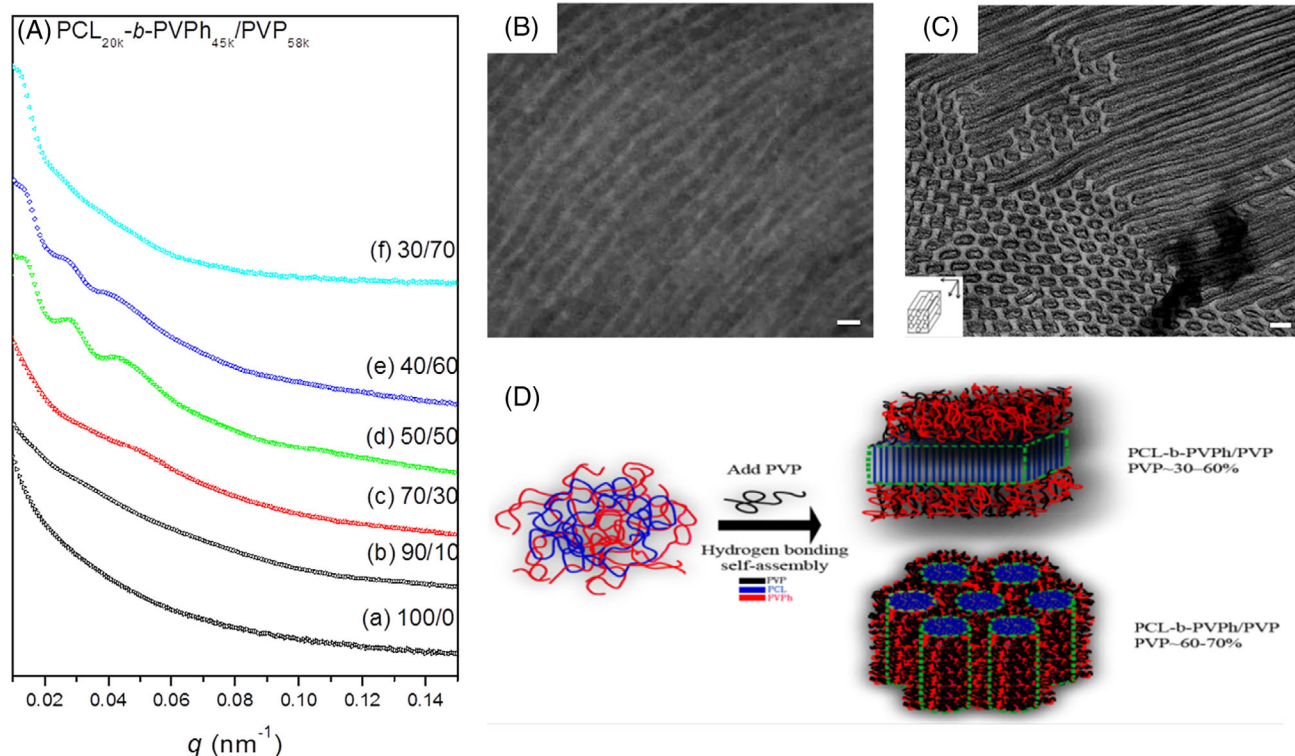 (A) PCL20k-b-PVPh45k/PVP58k
(f) 30/70
(e) 40/60
(d) 50/50
(c) 70/30
(b) 90/10
(a) 100/0
0.02 0.04 0.06 0.08 0.10 0.12 0.14
q (nm-1)
(B)
(C)
(D)
Add PVP
Hydrogen bonding
self-assembly
PVP
PCL
PVPh
PCL-b-PVPh/PVP
PVP~30–60%
PCL-b-PVPh/PVP
PVP~60-70%